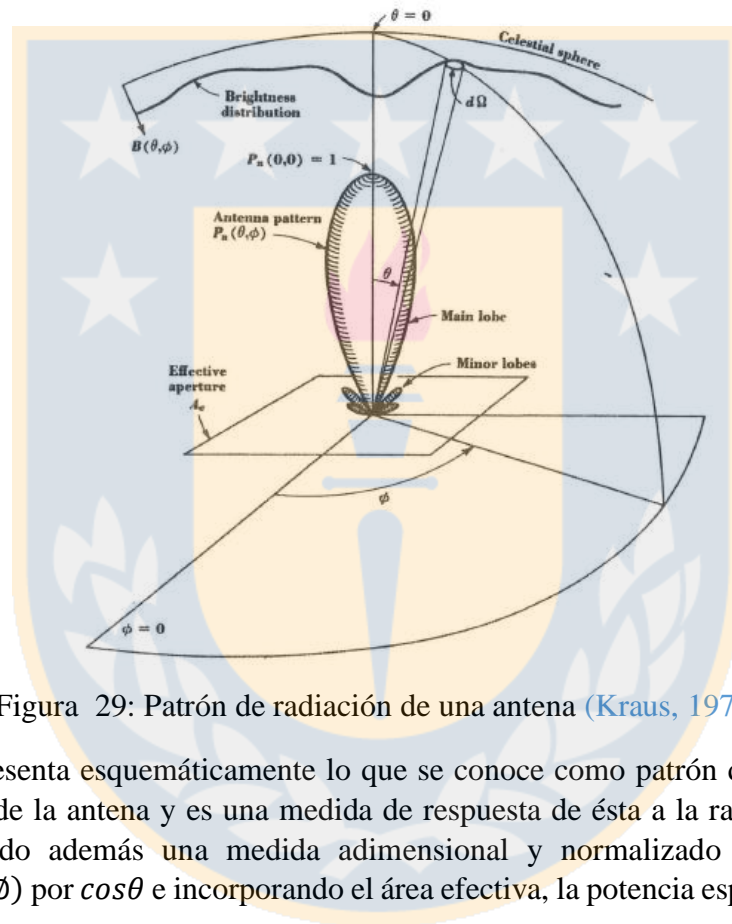 θ = 0
Celestial sphere
dΩ
Brightness
distribution
B(θ,ϕ)
Pn(0,0) = 1
Antenna pattern
Pn(θ,ϕ)
θ
Main lobe
Minor lobes
Effective
aperture
Ae
ϕ
ϕ = 0
Figura 29: Patrón de radiación de una antena (Kraus, 197
esenta esquemáticamente lo que se conoce como patrón
de la antena y es una medida de respuesta de ésta a la
do además una medida adimensional y normalizado
∅) por cosθ e incorporando el área efectiva, la potencia